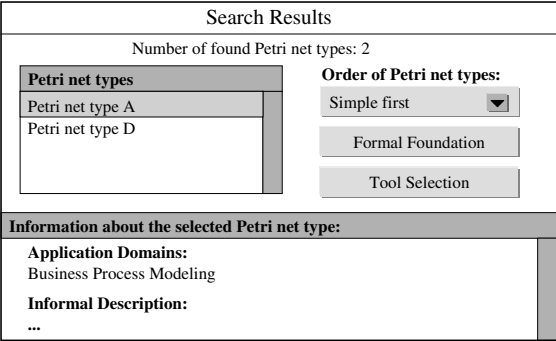 Search Results
Number of found Petri net types: 2
Petri net types
Petri net type A
Petri net type D
Order of Petri net types:
Simple first
Formal Foundation
Tool Selection
Information about the selected Petri net type:
Application Domains:
Business Process Modeling
Informal Description:
...